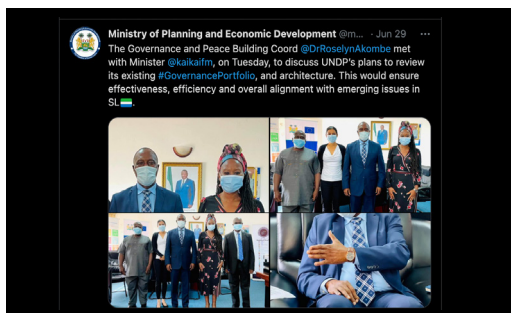 Ministry of Planning and Economic Development @m... · Jun 29 ...
The Governance and Peace Building Coord @DrRoselynAkombe met
with Minister @kaikaifm, on Tuesday, to discuss UNDP's plans to review
its existing #GovernancePortfolio, and architecture. This would ensure
effectiveness, efficiency and overall alignment with emerging issues in
SL🇸🇱.